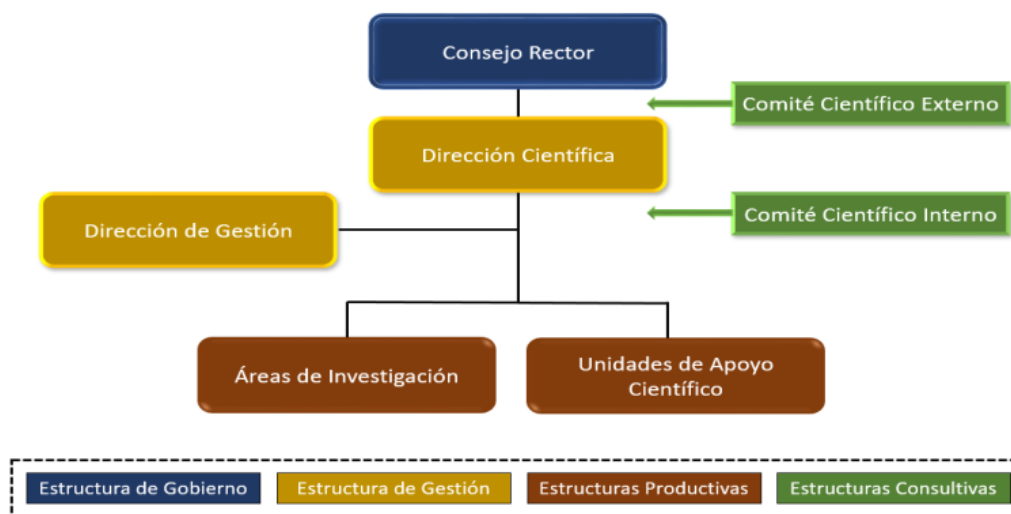 Consejo Rector
Comité Científico Externo
Dirección Científica
Comité Científico Interno
Dirección de Gestión
Áreas de Investigación
Unidades de Apoyo
Científico
Estructura de Gobierno
Estructura de Gestión
Estructuras Productivas
Estructuras Consultivas